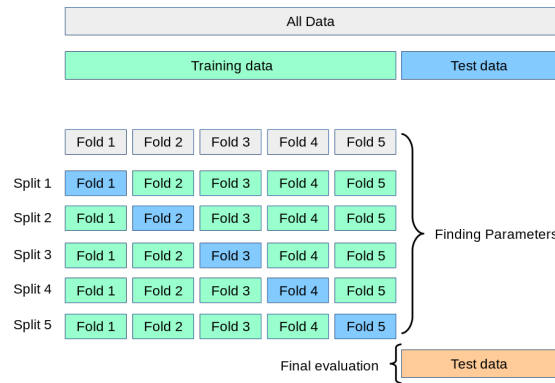 All Data
Training data Test data
Fold 1 Fold 2 Fold 3 Fold 4 Fold 5
Split 1 Fold 1 Fold 2 Fold 3 Fold 4 Fold 5
Split 2 Fold 1 Fold 2 Fold 3 Fold 4 Fold 5
Finding Parameters
Split 3 Fold 1 Fold 2 Fold 3 Fold 4 Fold 5
Split 4 Fold 1 Fold 2 Fold 3 Fold 4 Fold 5
Split 5 Fold 1 Fold 2 Fold 3 Fold 4 Fold 5
Final evaluation Test data